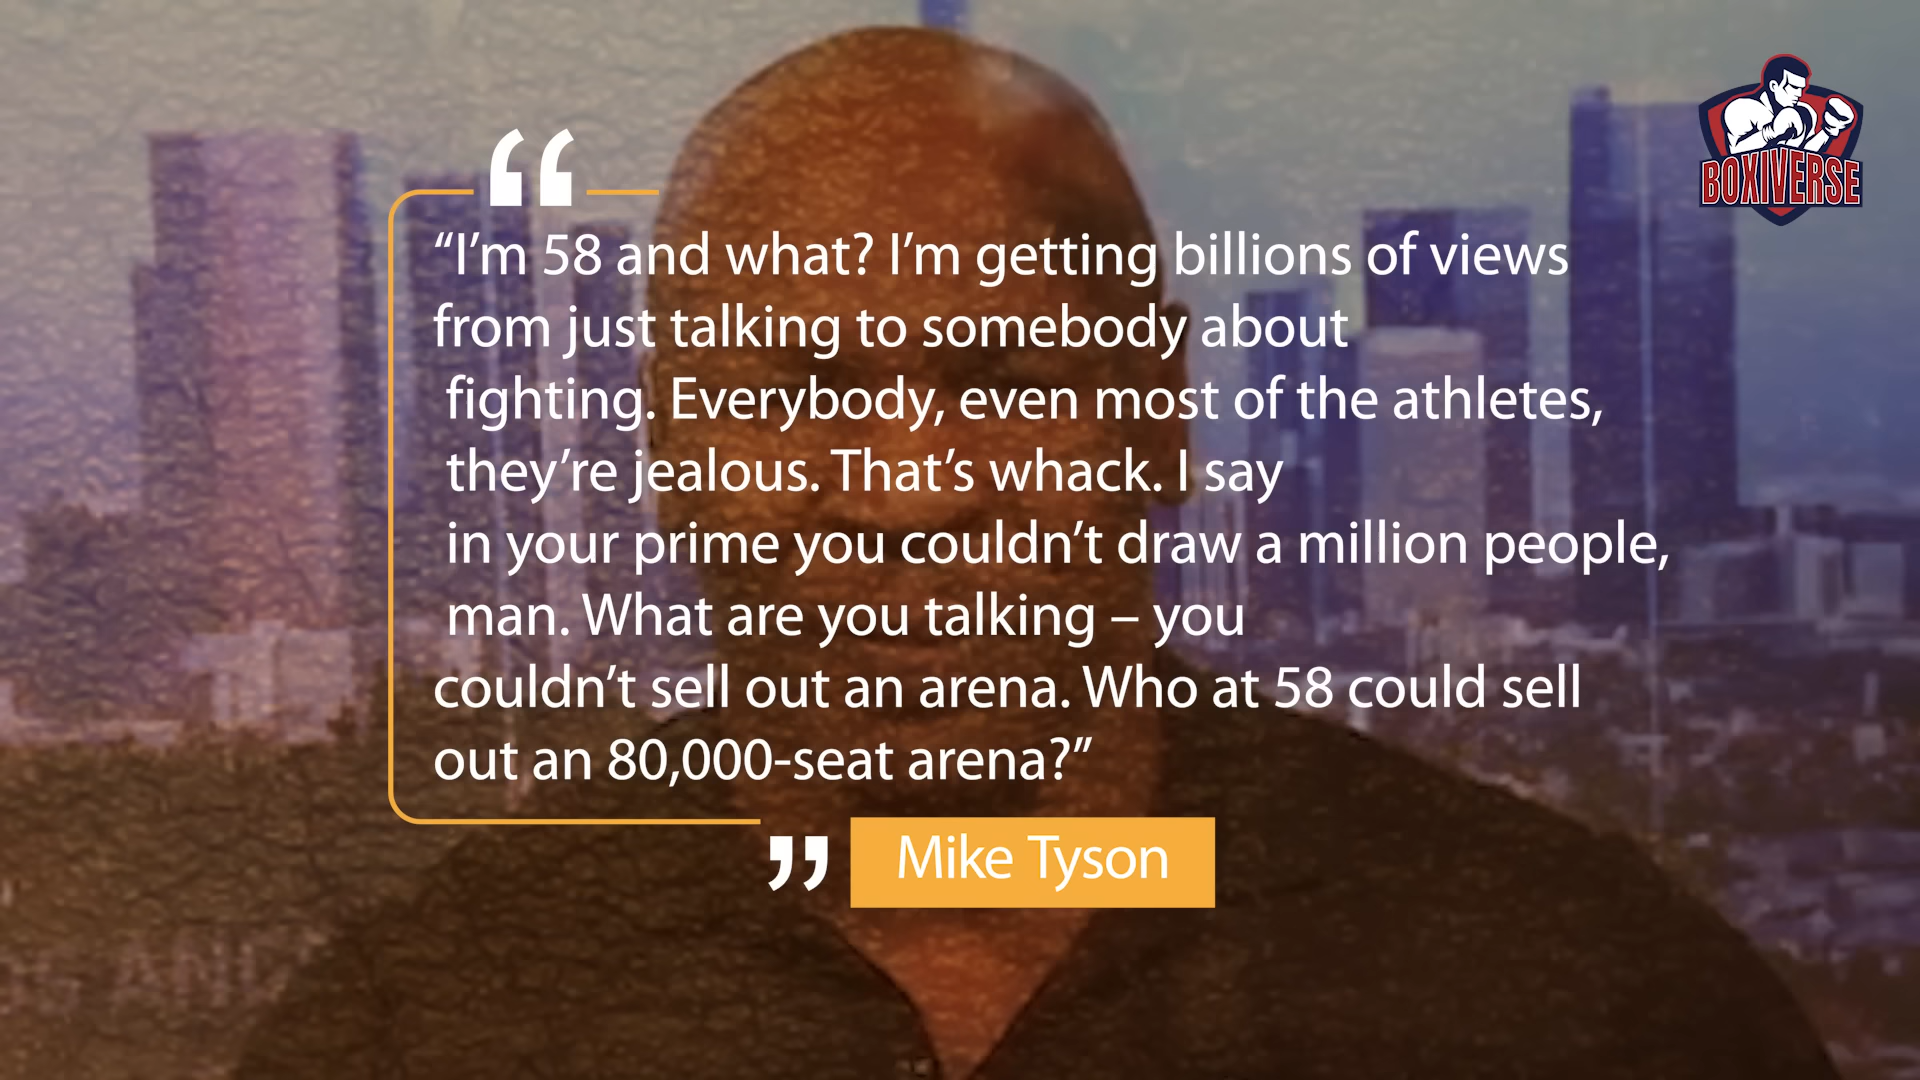 BOXIVERSE
“I’m 58 and what? I’m getting billions of views
from just talking to somebody about
fighting. Everybody, even most of the athletes,
they’re jealous. That’s whack. I say
in your prime you couldn’t draw a million people,
man. What are you talking – you
couldn’t sell out an arena. Who at 58 could sell
out an 80,000-seat arena?”
Mike Tyson